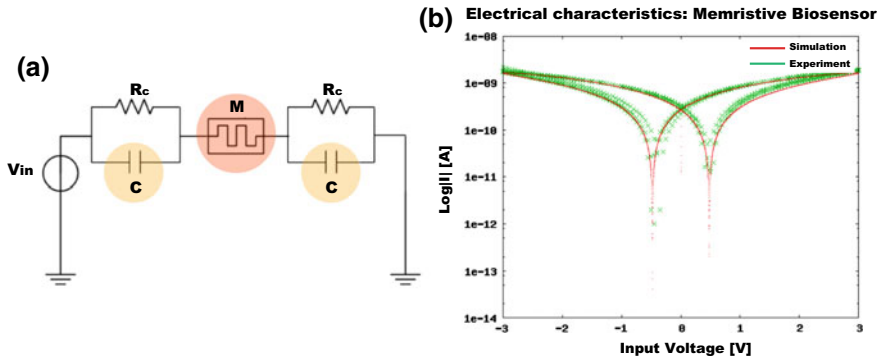 (a)
Rc
M
Rc
Vin
C
C
(b)
Electrical characteristics: Memristive Biosensor
1e-08
1e-09
1e-10
1e-11
1e-12
1e-13
1e-14
Log|I| [A]
Simulation
Experiment
-3
-2
-1
0
1
2
3
Input Voltage [V]